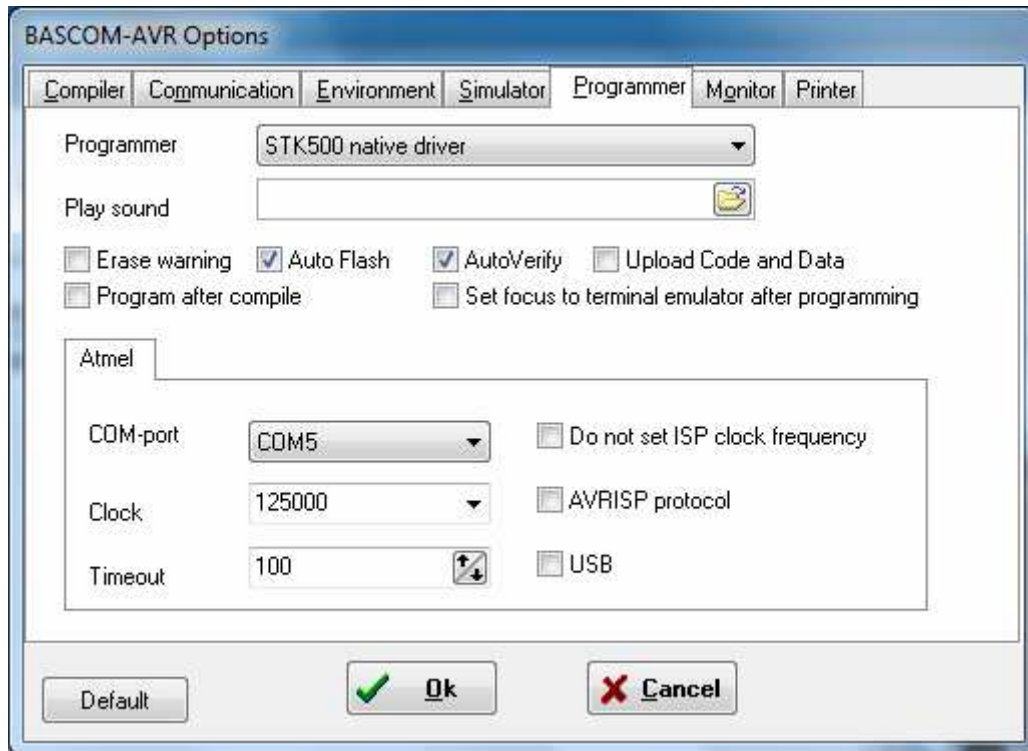 BASCOM-AVR Options
Compiler Communication Environment Simulator Programmer Monitor Printer
Programmer STK500 native driver
Play sound
Erase warning Auto Flash AutoVerify Upload Code and Data
Program after compile Set focus to terminal emulator after programming
Atmel
COM-port COM5 Do not set ISP clock frequency
Clock 125000 AVRISP protocol
Timeout 100 USB
Default Ok Cancel